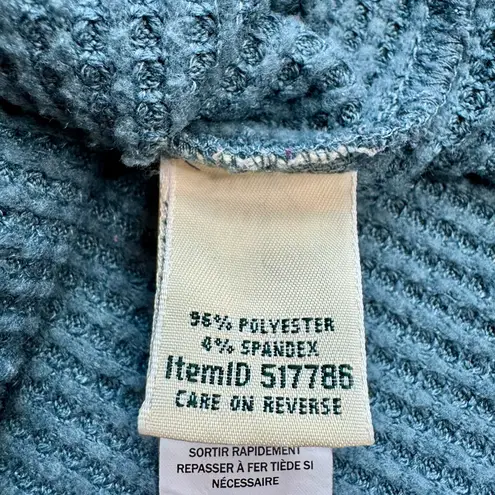 96% POLYESTER
4% SPANDEX
ItemID 517786
CARE ON REVERSE
SORTIR RAPIDEMENT
REPASSER À FER TIÈDE SI
NÉCESSAIRE